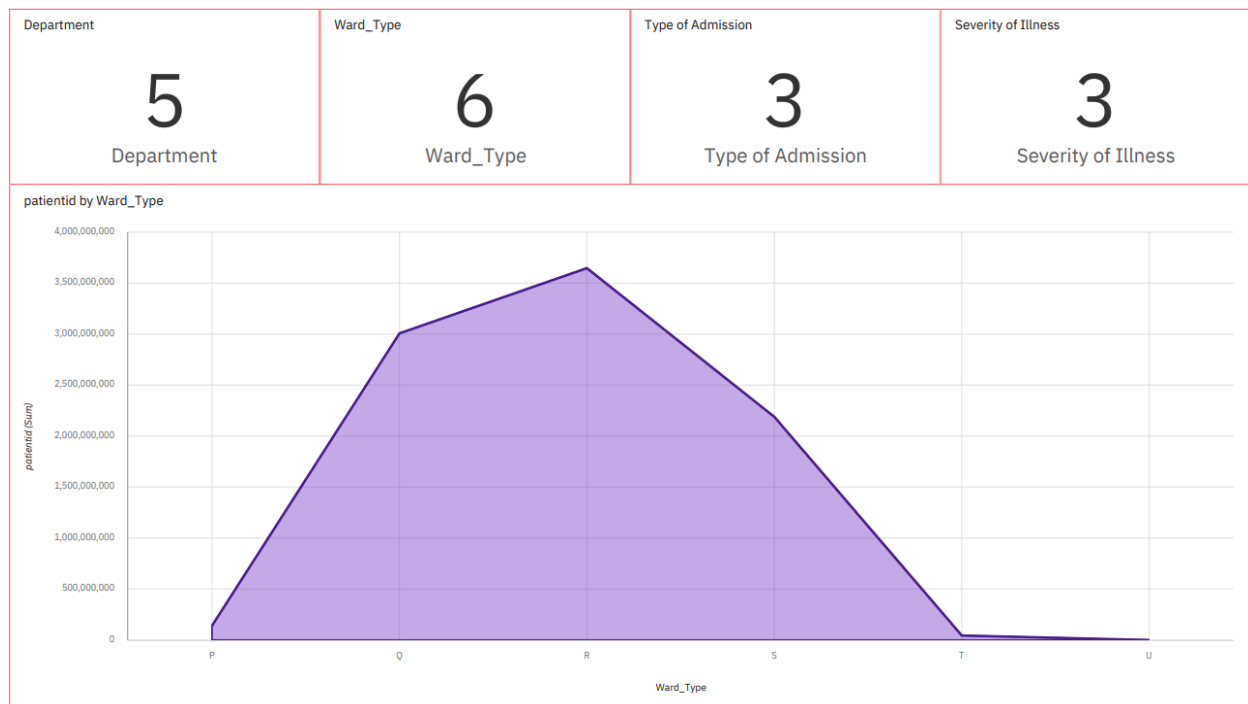 Department
5
Department
Ward_Type
6
Ward_Type
Type of Admission
3
Type of Admission
Severity of Illness
3
Severity of Illness
patientid by Ward_Type
patientid (Sum)
4,000,000,000
3,500,000,000
3,000,000,000
2,500,000,000
2,000,000,000
1,500,000,000
1,000,000,000
500,000,000
0
P Q R S T U
Ward_Type